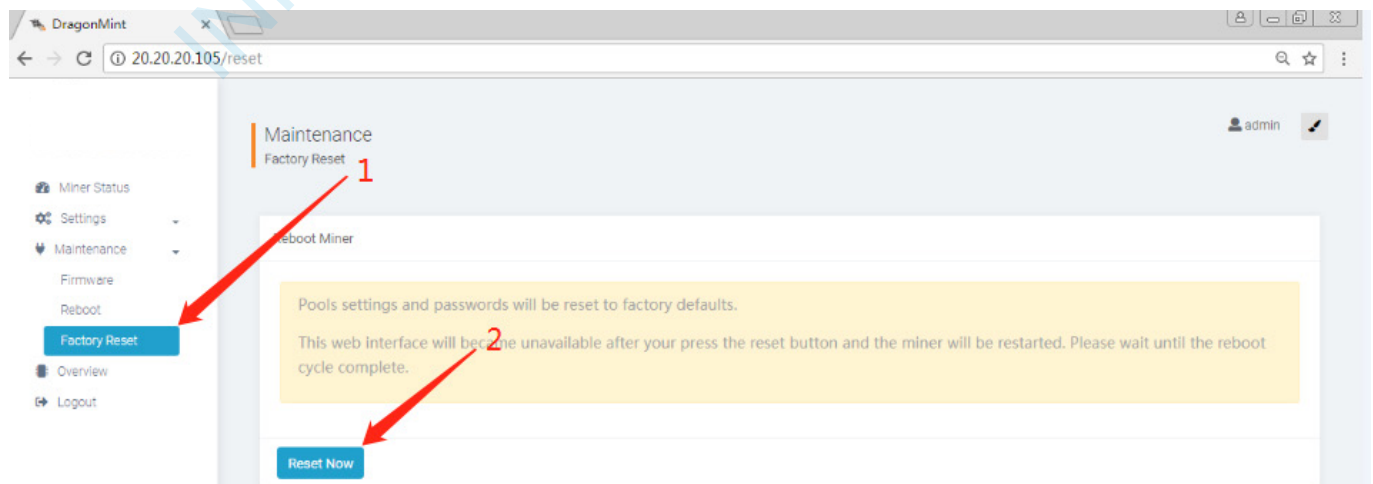 DragonMint
20.20.20.105/reset
admin
Maintenance
Factory Reset
1
Miner Status
Settings
Maintenance
Firmware
Reboot
Factory Reset
Overview
Logout
Reboot Miner
Pools settings and passwords will be reset to factory defaults.
This web interface will became unavailable after your press the reset button and the miner will be restarted. Please wait until the reboot
cycle complete.
2
Reset Now